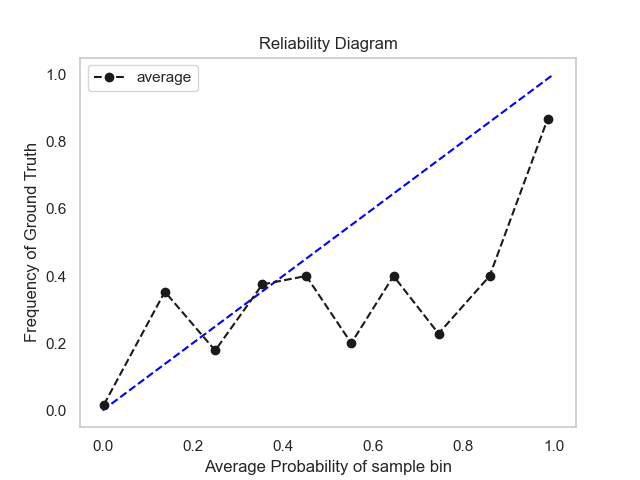 Reliability Diagram
average
Frequency of Ground Truth
1.0
0.8
0.6
0.4
0.2
0.0
0.0 0.2 0.4 0.6 0.8 1.0
Average Probability of sample bin